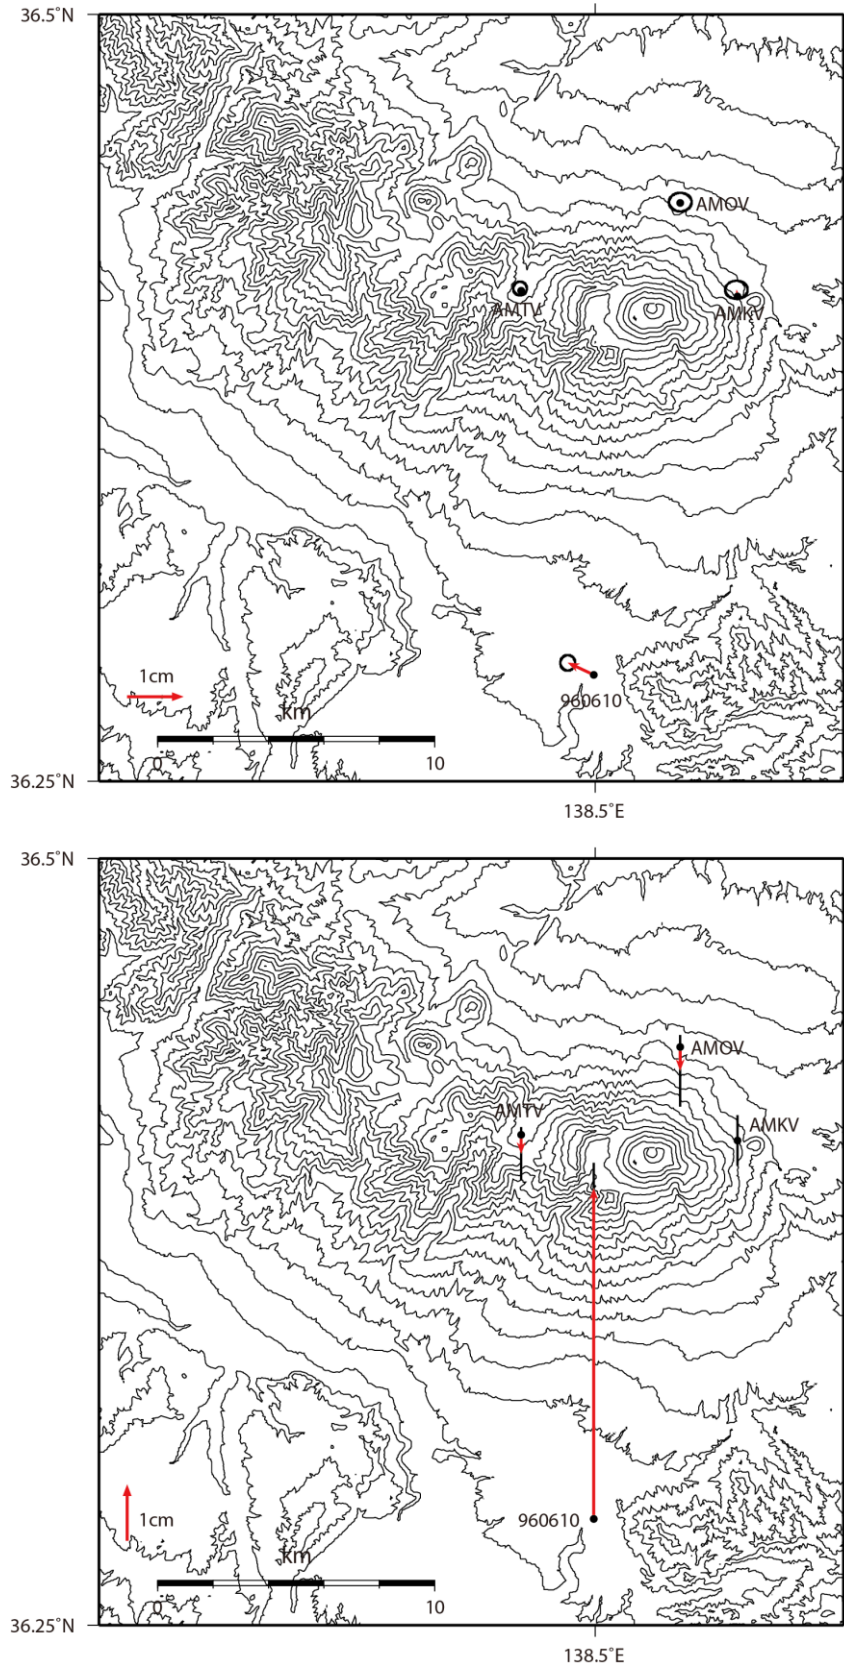 36.5˚N
AMOV
AMTV
AMKV
1cm
960610
km
0
10
36.25˚N
138.5˚E
36.5˚N
AMOV
AMTV
AMKV
1cm
960610
km
0
10
36.25˚N
138.5˚E